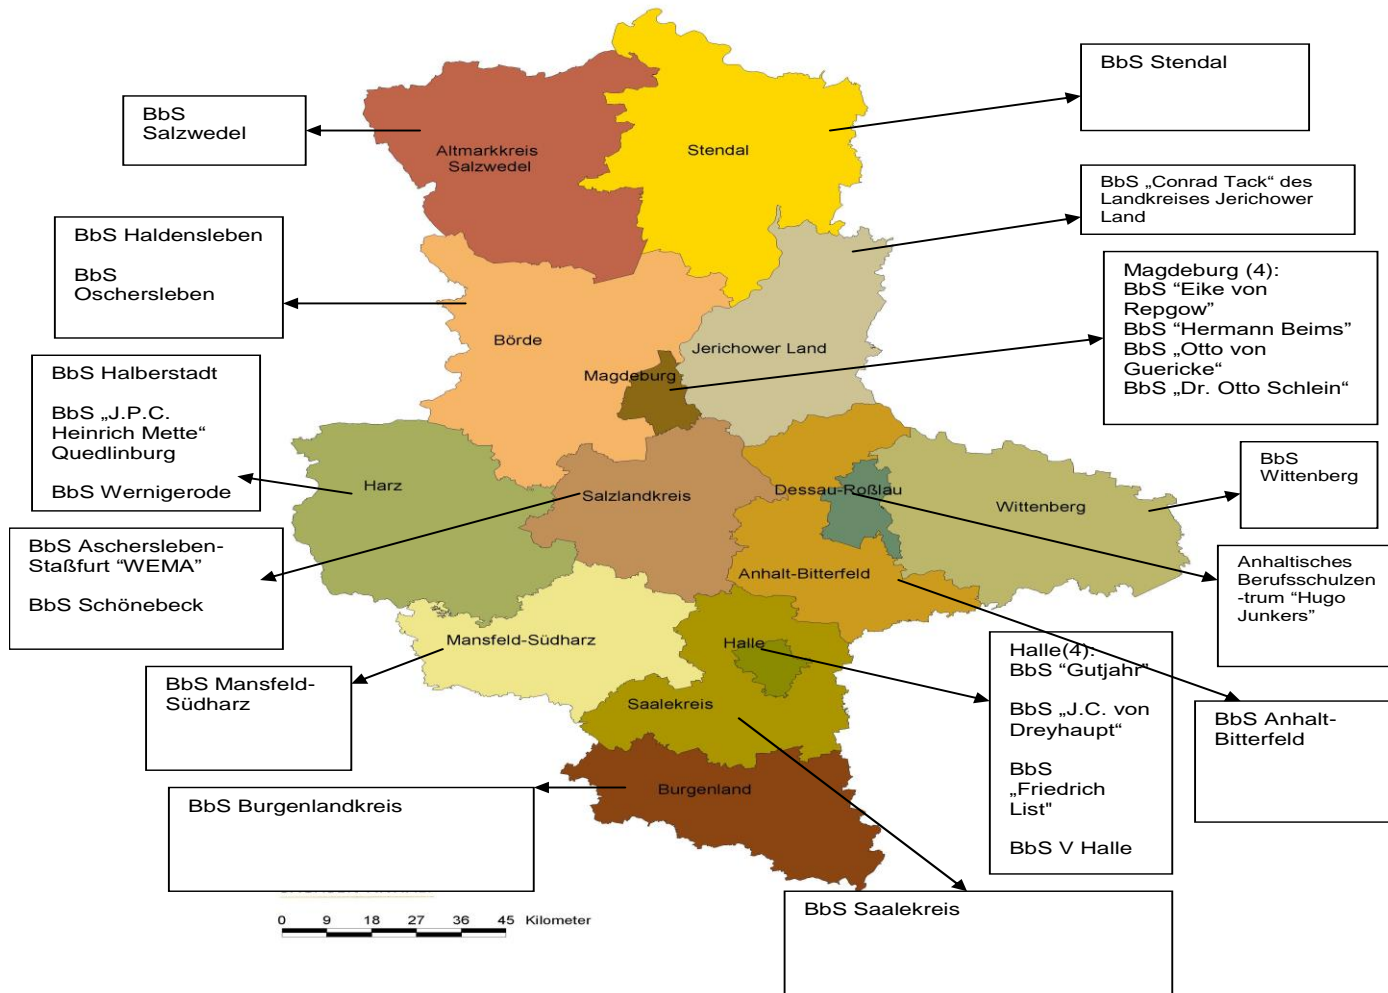 BbS Stendal
BbS
Salzwedel
Altmarkkreis
Salzwedel
Stendal
BbS „Conrad Tack“ des
Landkreises Jerichower
Land
BbS Haldensleben
BbS
Oschersleben
Magdeburg (4):
BbS “Eike von
Repgow”
BbS “Hermann Beims”
BbS „Otto von
Guericke“
BbS „Dr. Otto Schlein“
Börde
Jerichower Land
Magdeburg
BbS Halberstadt
BbS „J.P.C.
Heinrich Mette“
Quedlinburg
BbS Wernigerode
Harz
Salzlandkreis
Dessau-Roßlau
Wittenberg
BbS
Wittenberg
BbS Aschersleben-
Staßfurt “WEMA”
BbS Schönebeck
Anhalt-Bitterfeld
Anhaltisches
Berufsschulzen
-trum “Hugo
Junkers”
Mansfeld-Südharz
Halle
Saalekreis
Halle(4):
BbS “Gutjahr”
BbS „J.C. von
Dreyhaupt“
BbS
„Friedrich
List"
BbS V Halle
BbS Mansfeld-
Südharz
BbS Anhalt-
Bitterfeld
Burgenland
BbS Burgenlandkreis
BbS Saalekreis
0 9 18 27 36 45 Kilometer